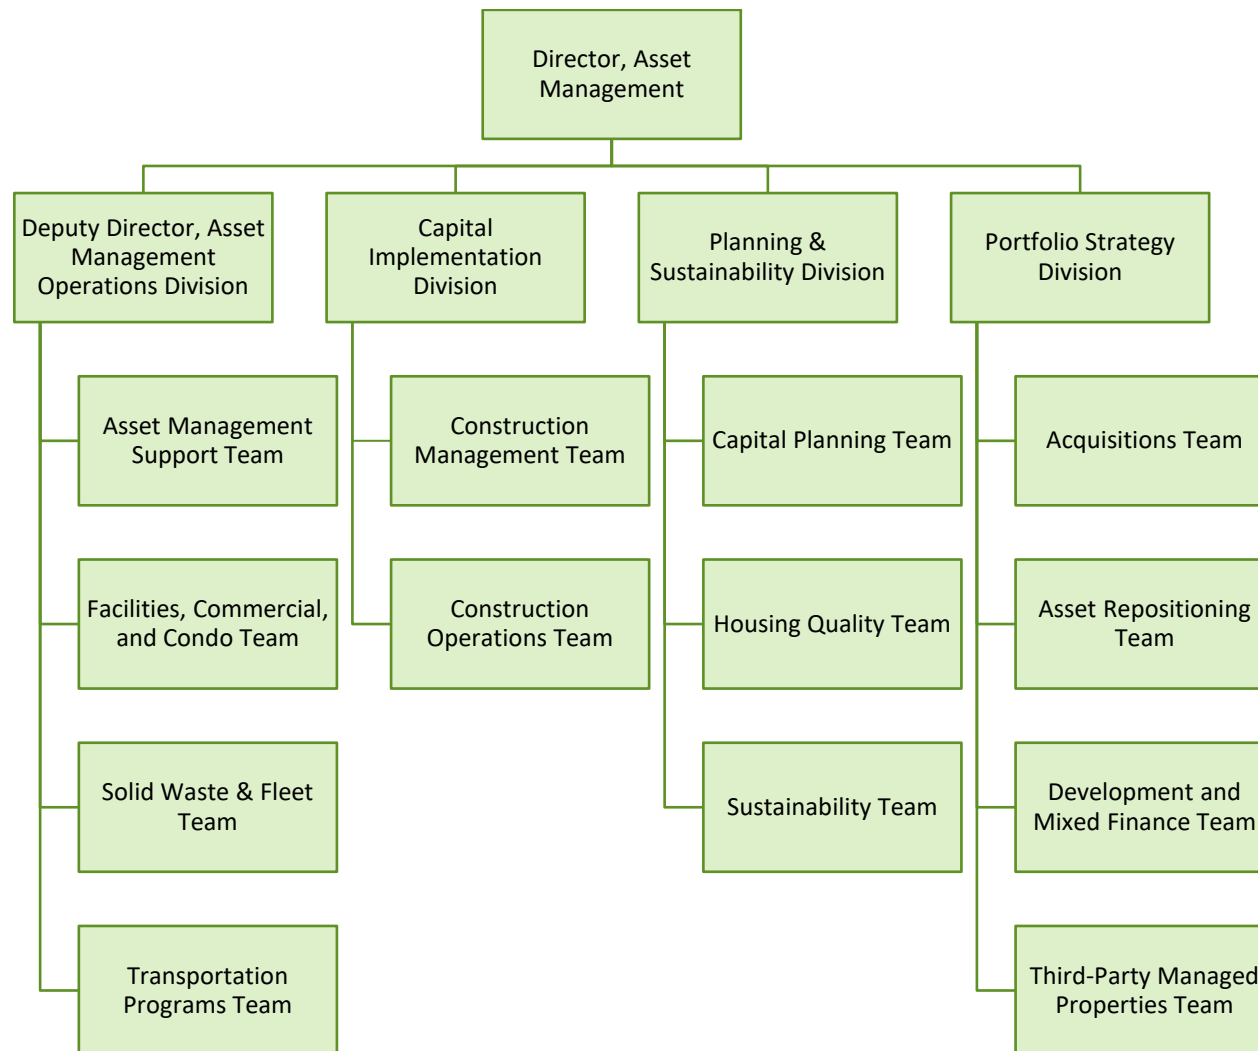 Director, Asset
Management
Deputy Director, Asset
Management
Operations Division
Capital
Implementation
Division
Planning &
Sustainability Division
Portfolio Strategy
Division
Asset Management
Support Team
Construction
Management Team
Capital Planning Team
Acquisitions Team
Facilities, Commercial,
and Condo Team
Construction
Operations Team
Housing Quality Team
Asset Repositioning
Team
Solid Waste & Fleet
Team
Sustainability Team
Development and
Mixed Finance Team
Transportation
Programs Team
Third-Party Managed
Properties Team